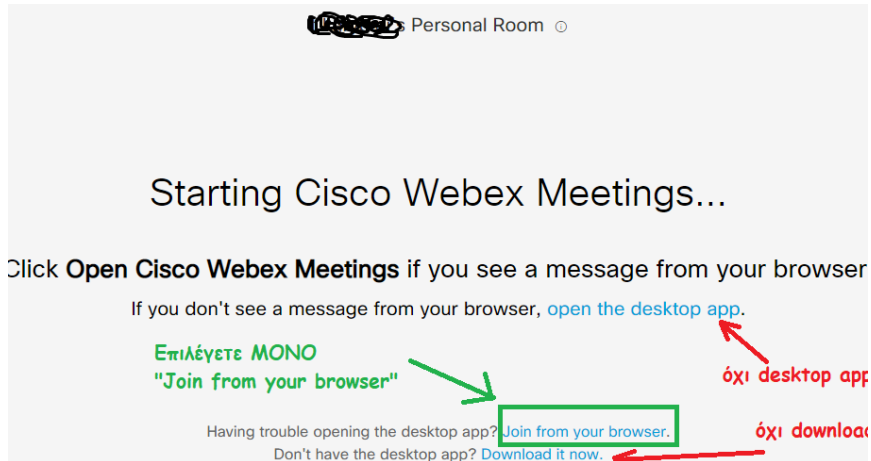 s Personal Room
Starting Cisco Webex Meetings...
Click Open Cisco Webex Meetings if you see a message from your browser
If you don't see a message from your browser, open the desktop app.
Επιλέγετε ΜΟΝΟ
"Join from your browser"
όχι desktop app
Having trouble opening the desktop app? Join from your browser.
όχι download
Don't have the desktop app? Download it now.